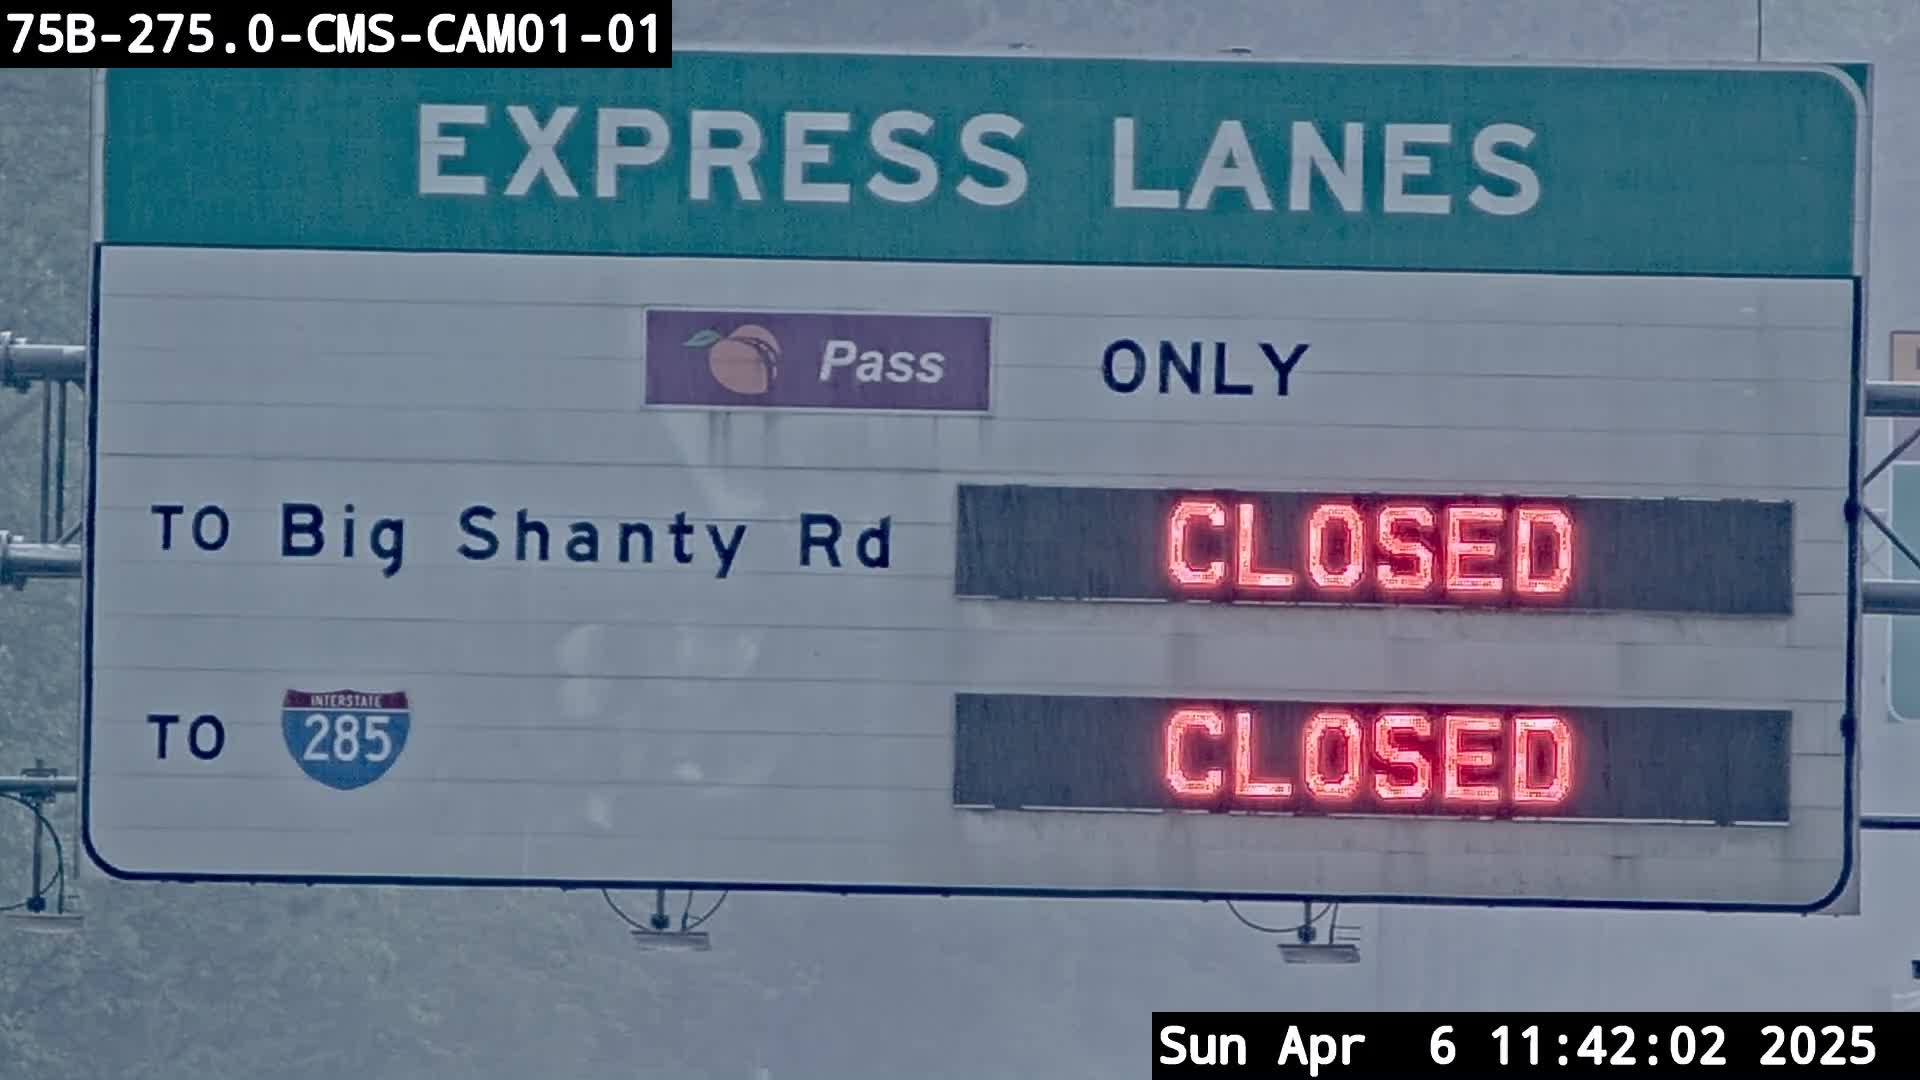 75B-275.0-CMS-CAM01-01
EXPRESS LANES
Pass ONLY
TO Big Shanty Rd CLOSED
TO INTERSTATE 285 CLOSED
Sun Apr 6 11:42:02 2025